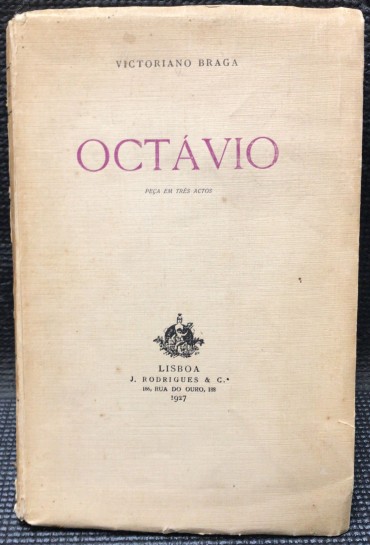 VICTORIANO BRAGA
OCTÁVIO
PEÇA EM TRÊS ACTOS
LISBOA
J. RODRIGUES & C.ª
186, RUA DO OURO, 188
1927